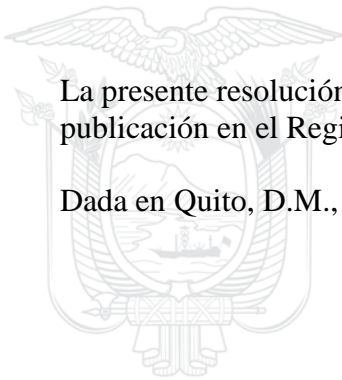 La presente resolución
publicación en el Regi
Dada en Quito, D.M.,